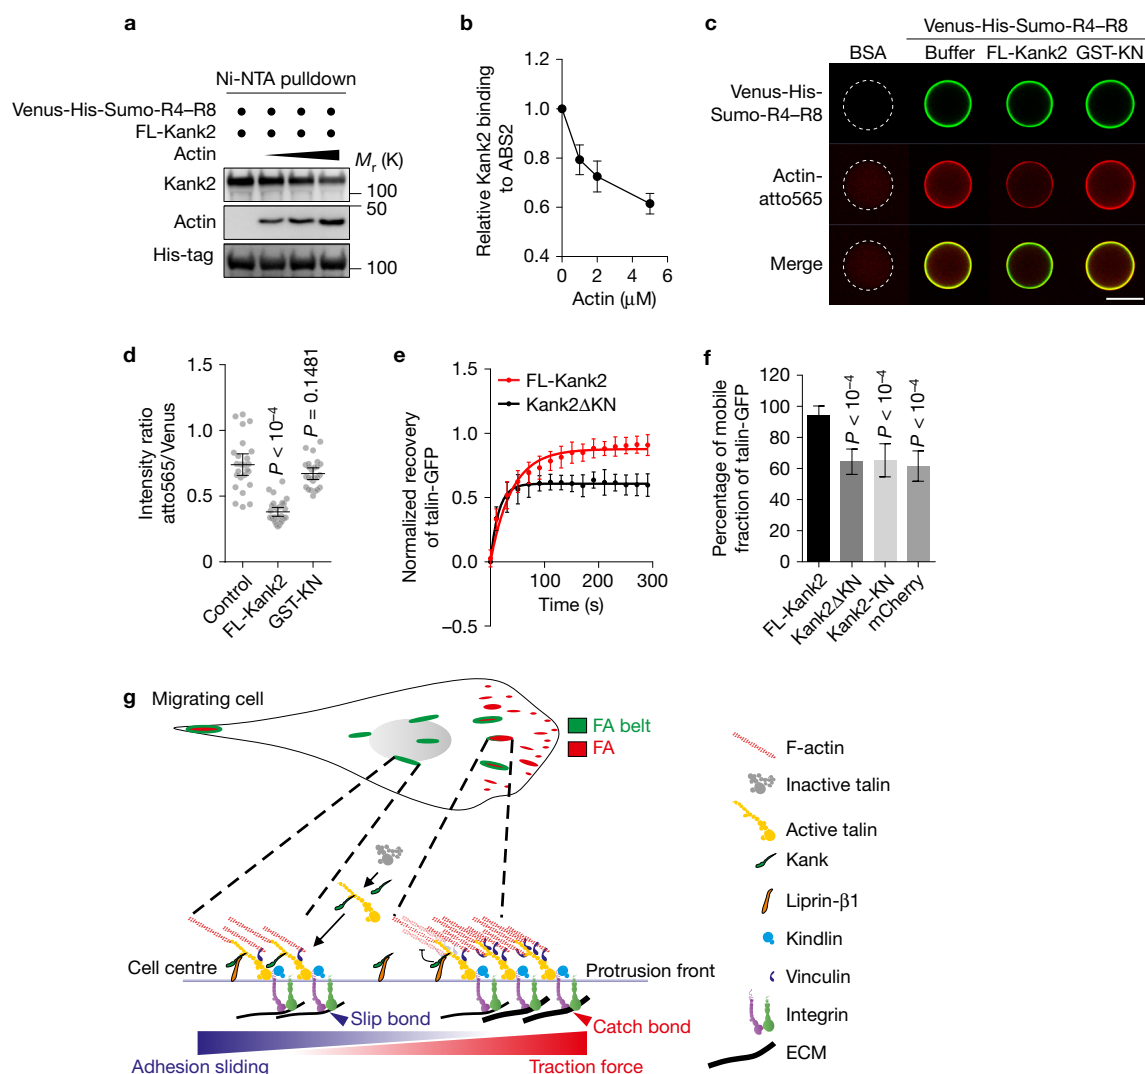 a
Ni-NTA pulldown
Venus-His-Sumo-R4–R8
FL-Kank2
Actin
Mr (K)
Kank2
100
50
Actin
His-tag
100
b
Relative Kank2 binding
to ABS2
1.2
1.0
0.8
0.6
0.4
0 2 4 6
Actin (μM)
c
Venus-His-Sumo-R4–R8
BSA Buffer FL-Kank2 GST-KN
Venus-His-
Sumo-R4–R8
Actin-
atto565
Merge
d
Intensity ratio
atto565/Venus
1.5
1.0
0.5
0
P < 10⁻⁴
P = 0.1481
Control
FL-Kank2
GST-KN
e
Normalized recovery
of talin-GFP
1.5
1.0
0.5
0.0
–0.5
FL-Kank2
Kank2ΔKN
100 200 300
Time (s)
f
Percentage of mobile
fraction of talin-GFP
120
100
80
60
40
20
0
P < 10⁻⁴
P < 10⁻⁴
P < 10⁻⁴
FL-Kank2
Kank2ΔKN
Kank2-KN
mCherry
g
Migrating cell
FA belt
FA
Cell centre
Protrusion front
Slip bond
Catch bond
Adhesion sliding
Traction force
F-actin
Inactive talin
Active talin
Kank
Liprin-β1
Kindlin
Vinculin
Integrin
ECM